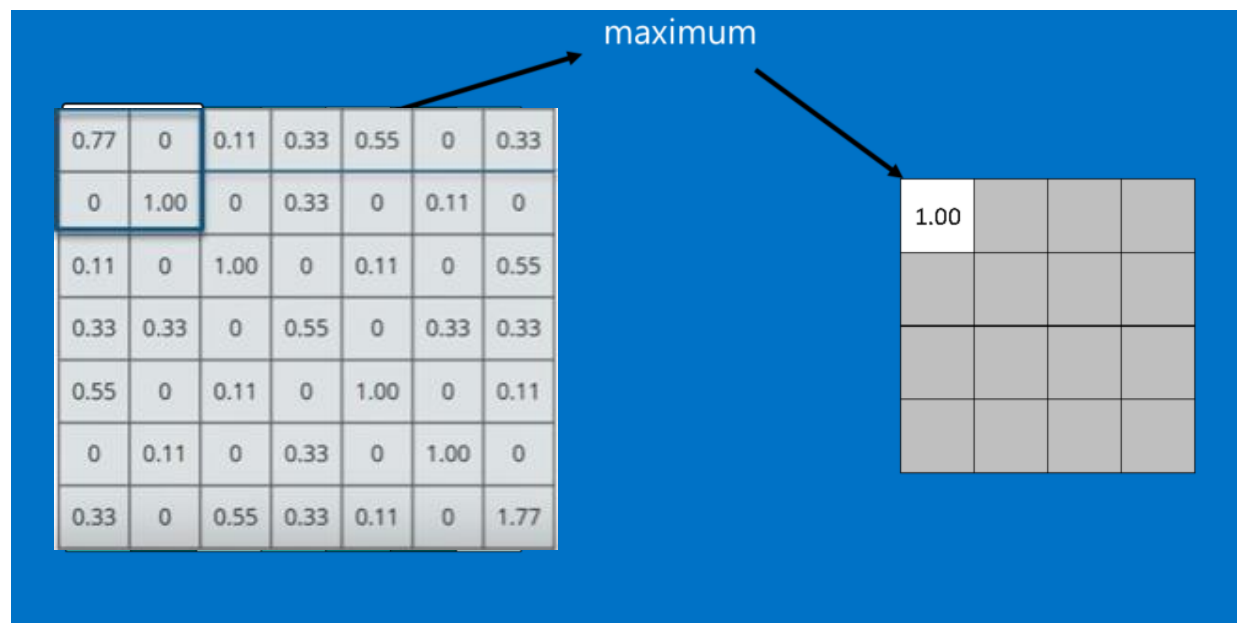 maximum
0.77 0 0.11 0.33 0.55 0 0.33
0 1.00 0 0.33 0 0.11 0
0.11 0 1.00 0 0.11 0 0.55
0.33 0.33 0 0.55 0 0.33 0.33
0.55 0 0.11 0 1.00 0 0.11
0 0.11 0 0.33 0 1.00 0
0.33 0 0.55 0.33 0.11 0 1.77
1.00